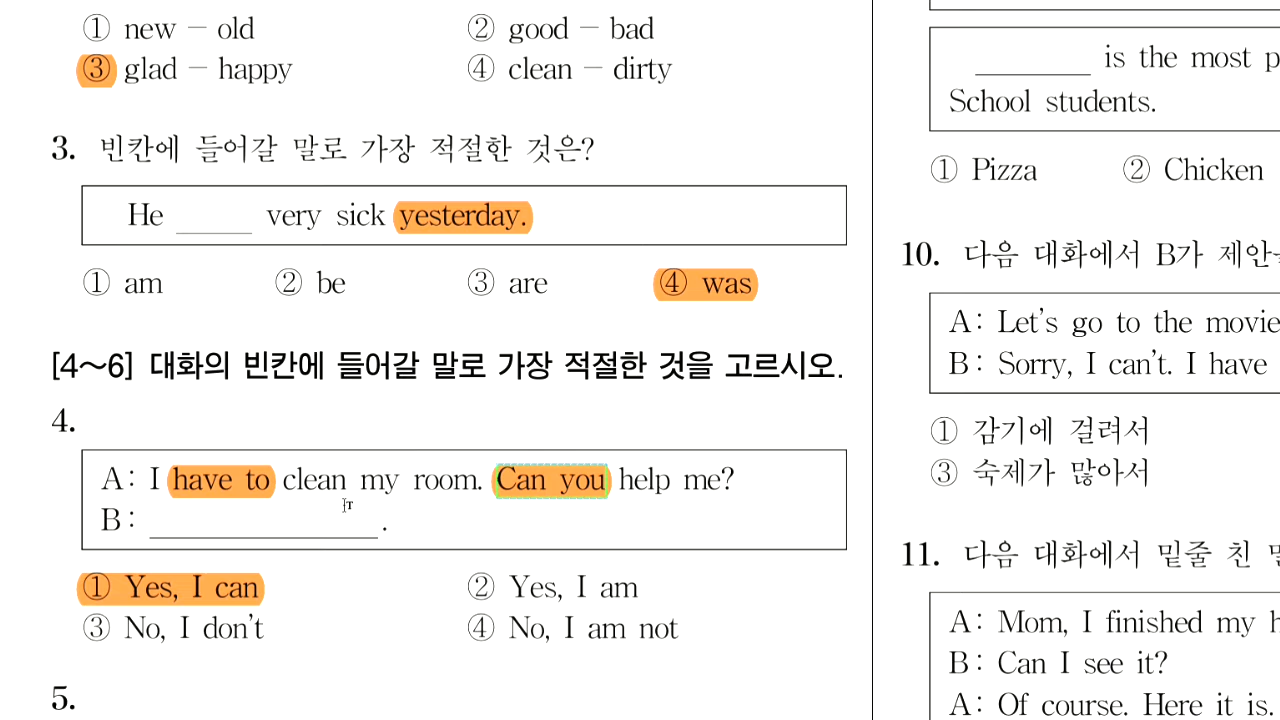 ① new – old ② good – bad
③ glad – happy ④ clean – dirty
3. 빈칸에 들어갈 말로 가장 적절한 것은?
He ____ very sick yesterday.
① am ② be ③ are ④ was
[4～6] 대화의 빈칸에 들어갈 말로 가장 적절한 것을 고르시오.
4.
A: I have to clean my room. Can you help me?
B: ____________.
① Yes, I can ② Yes, I am
③ No, I don't ④ No, I am not
5.
________ is the most p
School students.
① Pizza ② Chicken
10. 다음 대화에서 B가 제안
A: Let's go to the movie
B: Sorry, I can't. I have
① 감기에 걸려서
③ 숙제가 많아서
11. 다음 대화에서 밑줄 친
A: Mom, I finished my h
B: Can I see it?
A: Of course. Here it is.